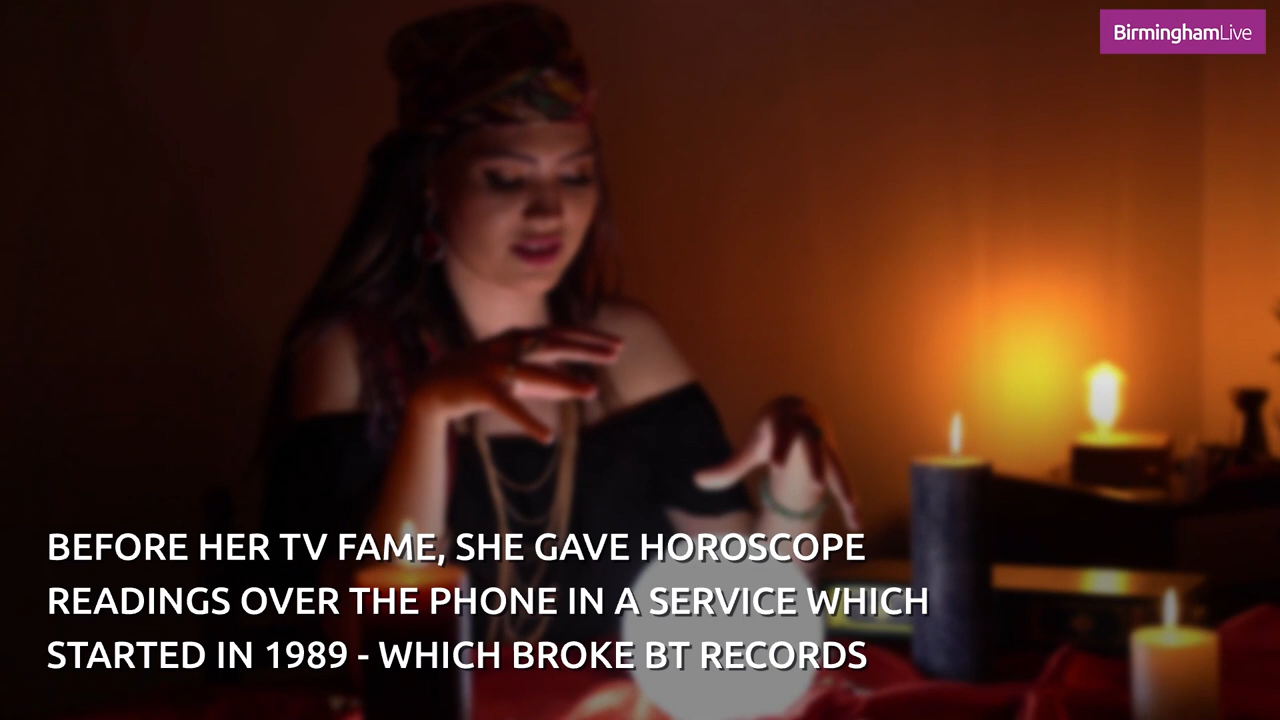 BirminghamLive
BEFORE HER TV FAME, SHE GAVE HOROSCOPE
READINGS OVER THE PHONE IN A SERVICE WHICH
STARTED IN 1989 - WHICH BROKE BT RECORDS